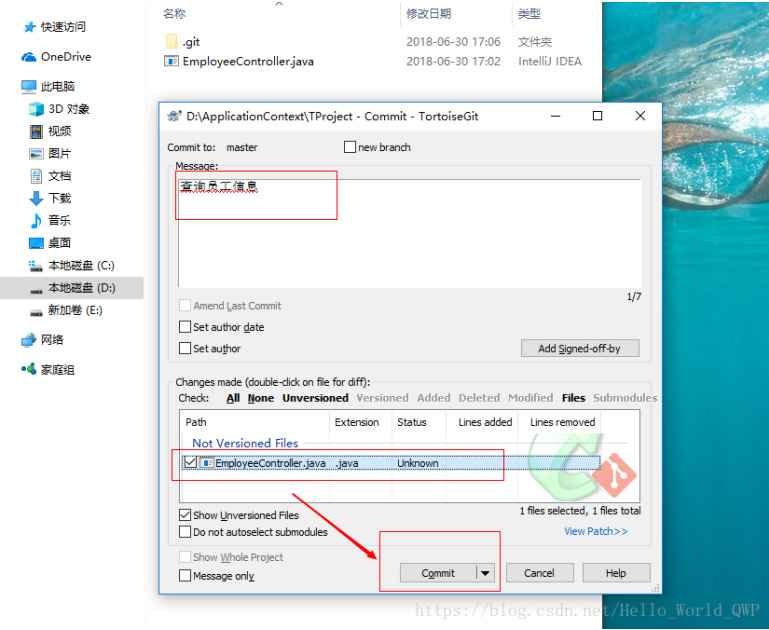 名称 修改日期 类型
快速访问
.git 2018-06-30 17:06 文件夹
OneDrive
EmployeeController.java 2018-06-30 17:02 IntelliJ IDEA
此电脑
3D 对象
视频
图片
文档
下载
音乐
桌面
本地磁盘 (C:)
本地磁盘 (D:)
新加卷 (E:)
网络
家庭组
D:\ApplicationContext\TProject - Commit - TortoiseGit
Commit to: master new branch
Message:
查询员工信息
1/7
Amend Last Commit
Set author date
Set author Add Signed-off-by
Changes made (double-click on file for diff):
Check: All None Unversioned Versioned Added Deleted Modified Files Submodules
Path Extension Status Lines added Lines removed
Not Versioned Files
EmployeeController.java .java Unknown
Show Unversioned Files 1 files selected, 1 files total
Do not autoselect submodules View Patch>>
Show Whole Project
Message only Commit Cancel Help
https://blog.csdn.net/Hello_World_QWP